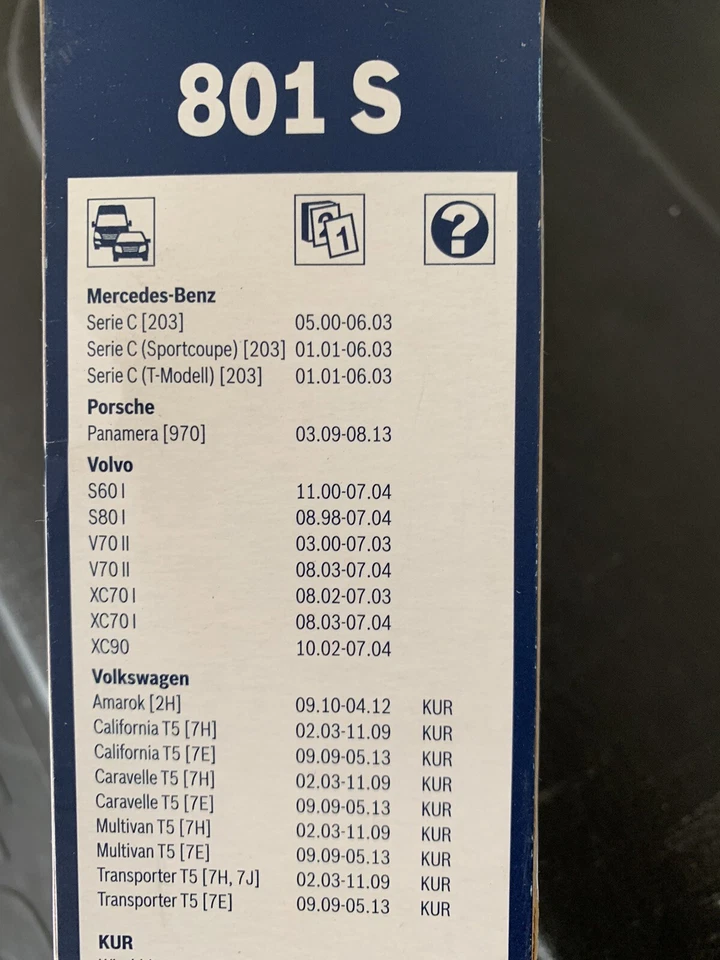 801 S
2 1
?
Mercedes-Benz
Serie C [203] 05.00-06.03
Serie C (Sportcoupe) [203] 01.01-06.03
Serie C (T-Modell) [203] 01.01-06.03
Porsche
Panamera [970] 03.09-08.13
Volvo
S60 I 11.00-07.04
S80 I 08.98-07.04
V70 II 03.00-07.03
V70 II 08.03-07.04
XC70 I 08.02-07.03
XC70 I 08.03-07.04
XC90 10.02-07.04
Volkswagen
Amarok [2H] 09.10-04.12 KUR
California T5 [7H] 02.03-11.09 KUR
California T5 [7E] 09.09-05.13 KUR
Caravelle T5 [7H] 02.03-11.09 KUR
Caravelle T5 [7E] 09.09-05.13 KUR
Multivan T5 [7H] 02.03-11.09 KUR
Multivan T5 [7E] 09.09-05.13 KUR
Transporter T5 [7H, 7J] 02.03-11.09 KUR
Transporter T5 [7E] 09.09-05.13 KUR
KUR